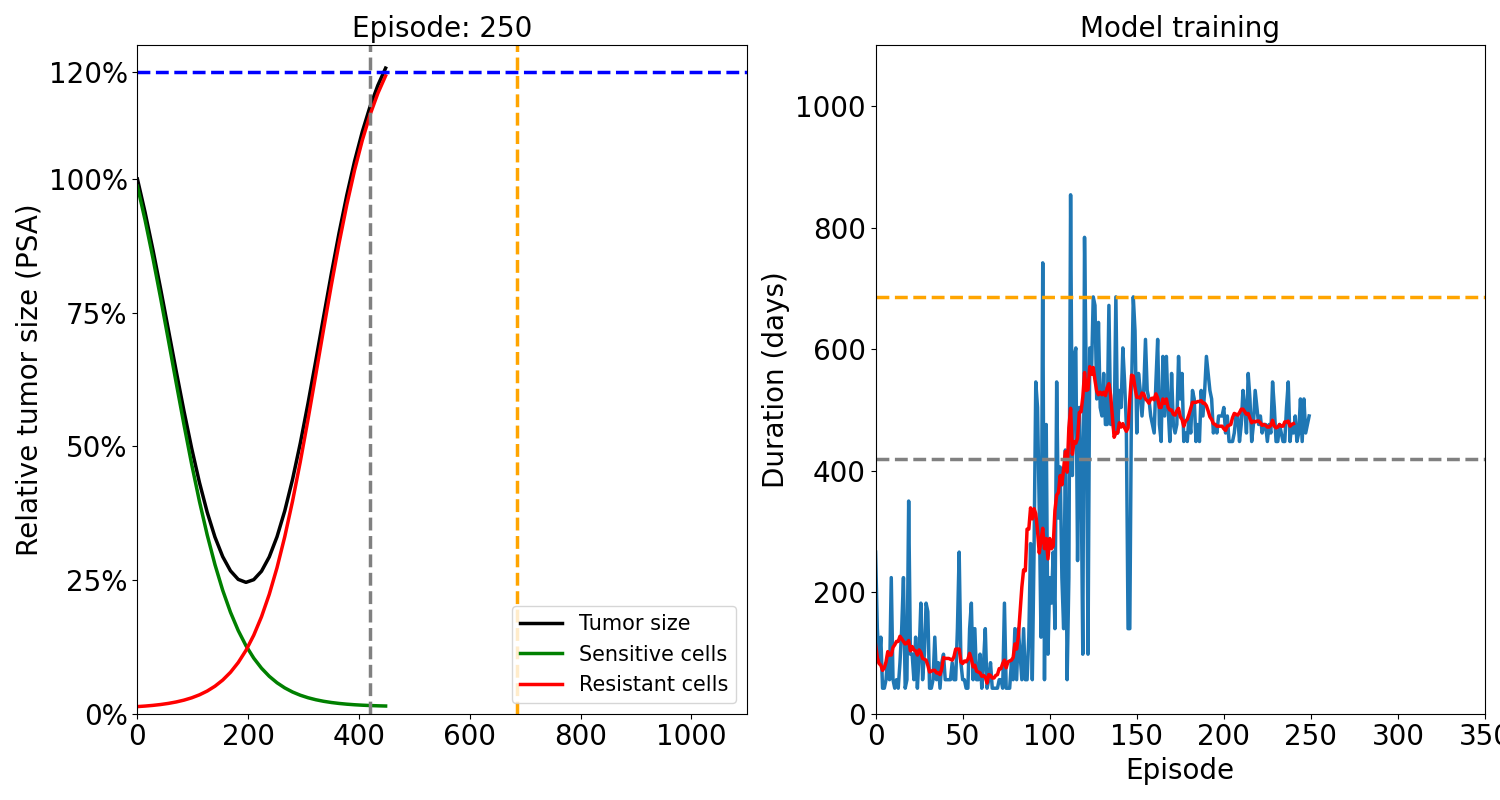 Episode: 250
Relative tumor size (PSA)
120%
100%
75%
50%
25%
0%
0 200 400 600 800 1000
Tumor size
Sensitive cells
Resistant cells
Model training
Duration (days)
1000
800
600
400
200
0
0 50 100 150 200 250 300 350
Episode